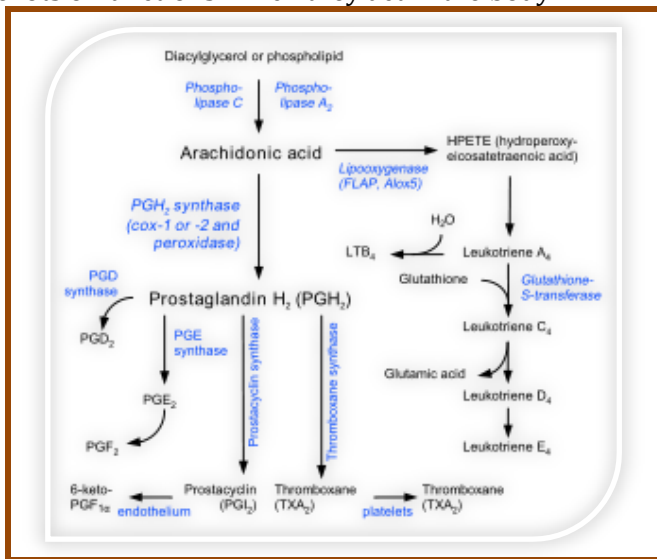 Diacylglycerol or phospholipid
Phospho-
lipase C
Phospho-
lipase A₂
Arachidonic acid
Lipooxygenase
(FLAP, Alox5)
HPETE (hydroperoxy-
eicosatetraenoic acid)
PGH₂ synthase
(cox-1 or -2 and
peroxidase)
H₂O
LTB₄
Leukotriene A₄
Glutathione
Glutathione-
S-transferase
PGD
synthase
Prostaglandin H₂ (PGH₂)
Leukotriene C₄
PGD₂
PGE
synthase
Prostacyclin synthase
Thromboxane synthase
Glutamic acid
Leukotriene D₄
PGE₂
PGF₂
Leukotriene E₄
6-keto-
PGF₁α
endothelium
Prostacyclin
(PGI₂)
Thromboxane
(TXA₂)
platelets
Thromboxane
(TXA₂)